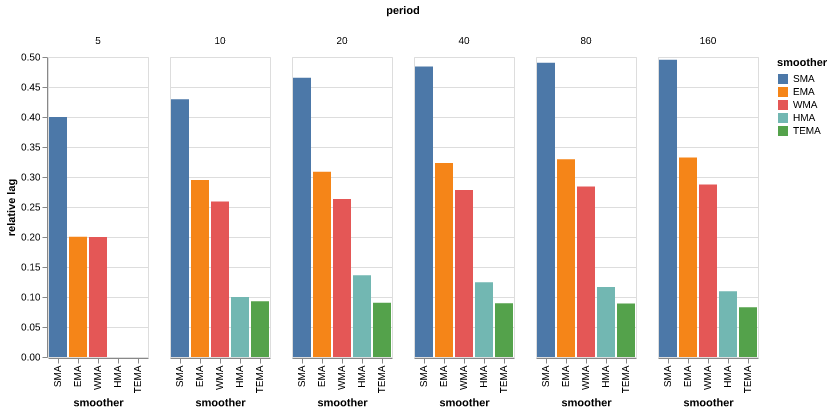 period
5 10 20 40 80 160
relative lag
0.50
0.45
0.40
0.35
0.30
0.25
0.20
0.15
0.10
0.05
0.00
SMA EMA WMA HMA TEMA SMA EMA WMA HMA TEMA SMA EMA WMA HMA TEMA SMA EMA WMA HMA TEMA SMA EMA WMA HMA TEMA SMA EMA WMA HMA TEMA
smoother smoother smoother smoother smoother smoother
smoother
SMA
EMA
WMA
HMA
TEMA